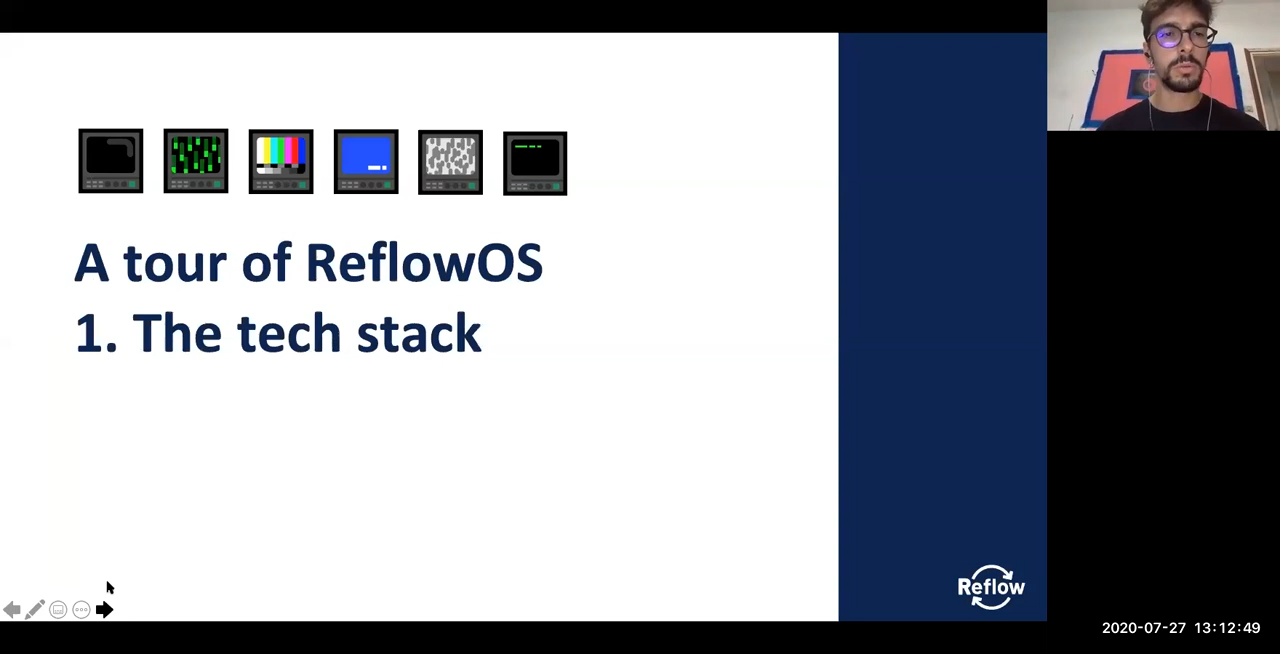 A tour of ReflowOS
1. The tech stack
Reflow
2020-07-27 13:12:49